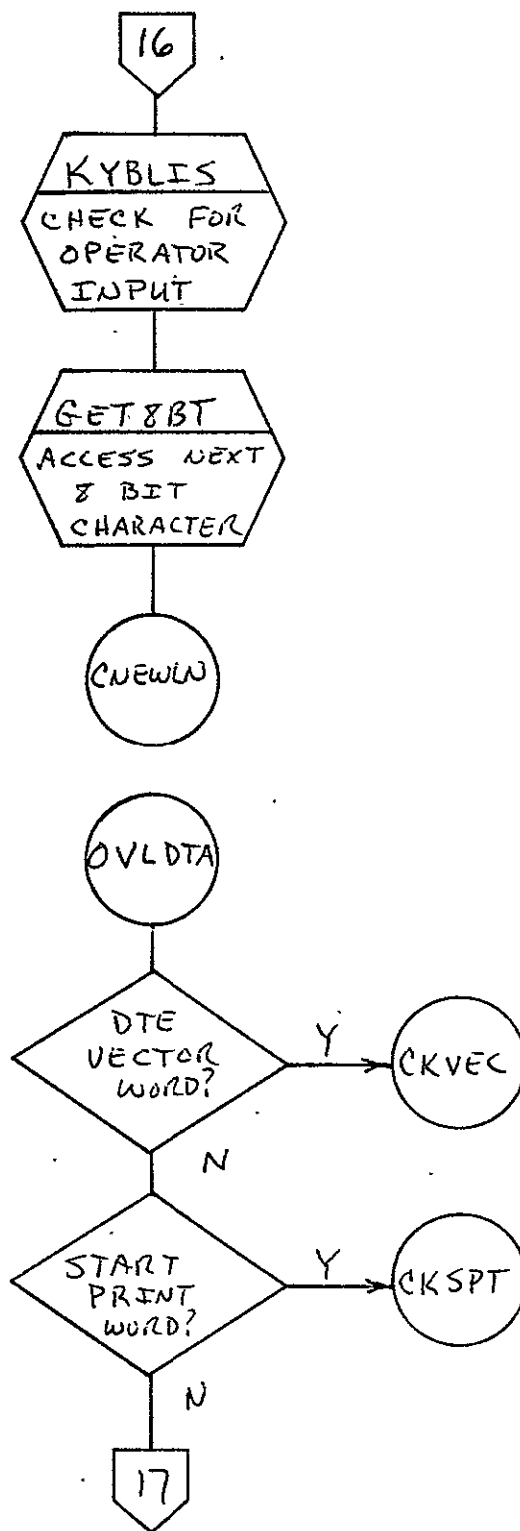 16
KYBLIS
CHECK FOR
OPERATOR
INPUT
GET8BT
ACCESS NEXT
8 BIT
CHARACTER
CNEWLN
OVLDTA
DTE
VECTOR
WORD?
Y
CKVEC
N
START
PRINT
WORD?
Y
CKSPT
N
17